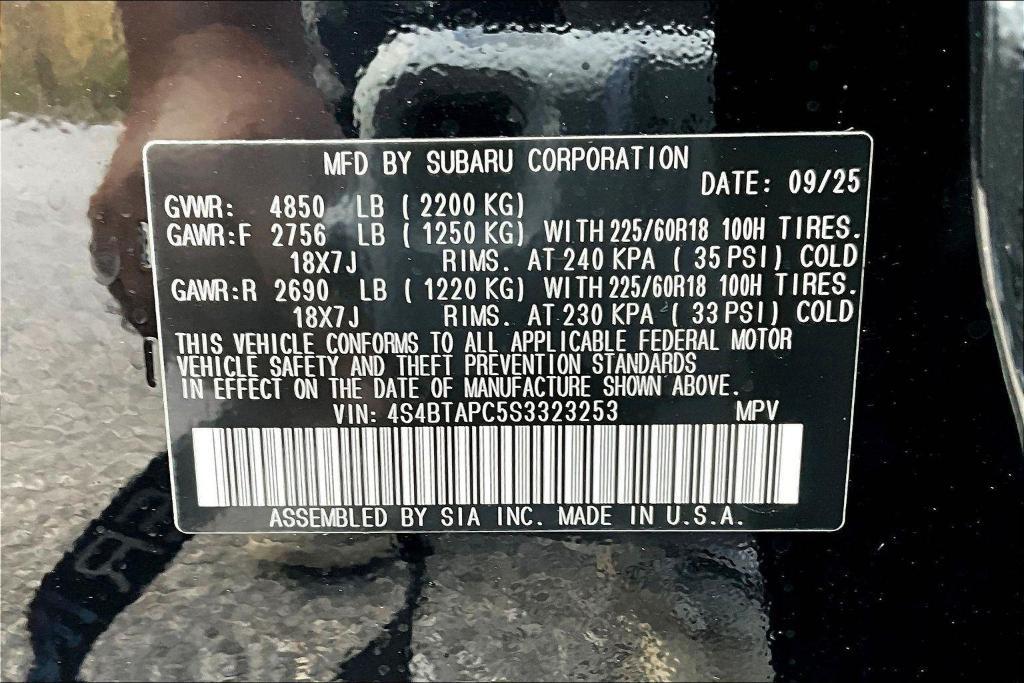 MFD BY SUBARU CORPORATION
DATE: 09/25
GVWR: 4850 LB ( 2200 KG)
GAWR:F 2756 LB ( 1250 KG) WITH 225/60R18 100H TIRES.
18X7J RIMS. AT 240 KPA ( 35 PSI) COLD
GAWR:R 2690 LB ( 1220 KG) WITH 225/60R18 100H TIRES.
18X7J RIMS. AT 230 KPA ( 33 PSI) COLD
THIS VEHICLE CONFORMS TO ALL APPLICABLE FEDERAL MOTOR
VEHICLE SAFETY AND THEFT PREVENTION STANDARDS
IN EFFECT ON THE DATE OF MANUFACTURE SHOWN ABOVE.
VIN: 4S4BTAPC5S3323253 MPV
ASSEMBLED BY SIA INC. MADE IN U.S.A.